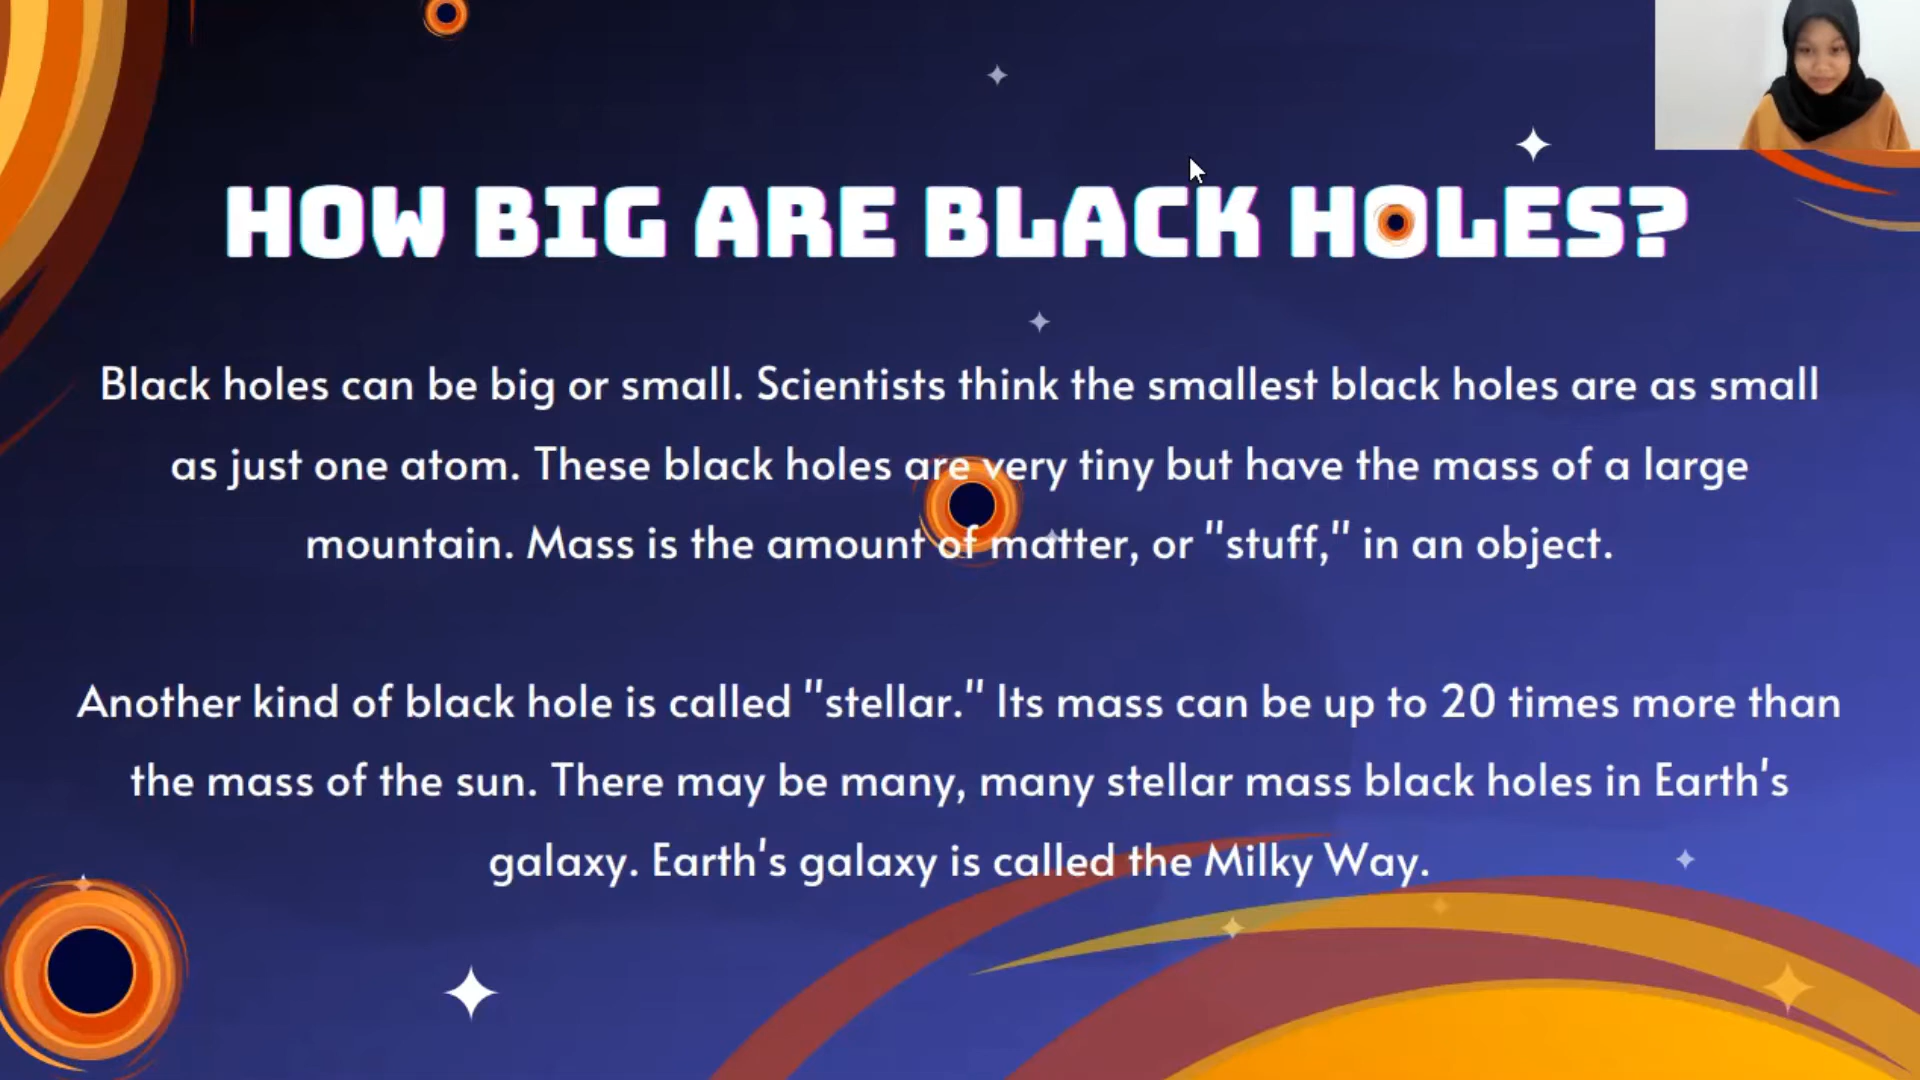 HOW BIG ARE BLACK HOLES?
Black holes can be big or small. Scientists think the smallest black holes are as small
as just one atom. These black holes are very tiny but have the mass of a large
mountain. Mass is the amount of matter, or "stuff," in an object.
Another kind of black hole is called "stellar." Its mass can be up to 20 times more than
the mass of the sun. There may be many, many stellar mass black holes in Earth's
galaxy. Earth's galaxy is called the Milky Way.